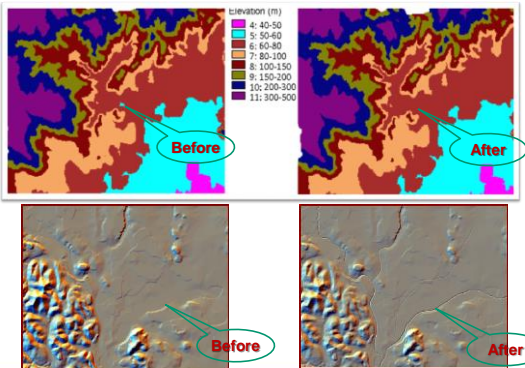 Elevation (m)
4: 40-50
5: 50-60
6: 60-80
7: 80-100
8: 100-150
9: 150-200
10: 200-300
11: 300-500
Before
After
Before
After